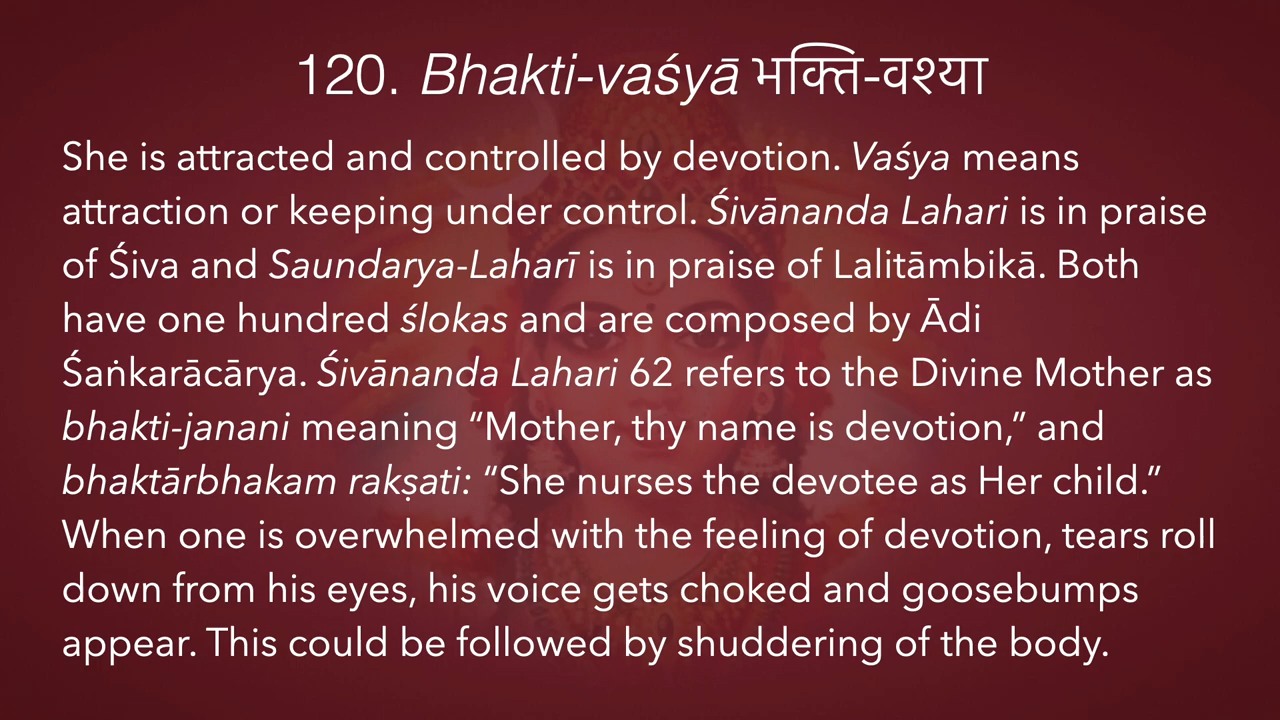 120. Bhakti-vaśyā भक्ति-वश्या
She is attracted and controlled by devotion. Vaśya means
attraction or keeping under control. Śivānanda Lahari is in praise
of Śiva and Saundarya-Laharī is in praise of Lalitāmbikā. Both
have one hundred ślokas and are composed by Ādi
Śaṅkarācārya. Śivānanda Lahari 62 refers to the Divine Mother as
bhakti-janani meaning “Mother, thy name is devotion,” and
bhaktārbhakam rakṣati: “She nurses the devotee as Her child.”
When one is overwhelmed with the feeling of devotion, tears roll
down from his eyes, his voice gets choked and goosebumps
appear. This could be followed by shuddering of the body.